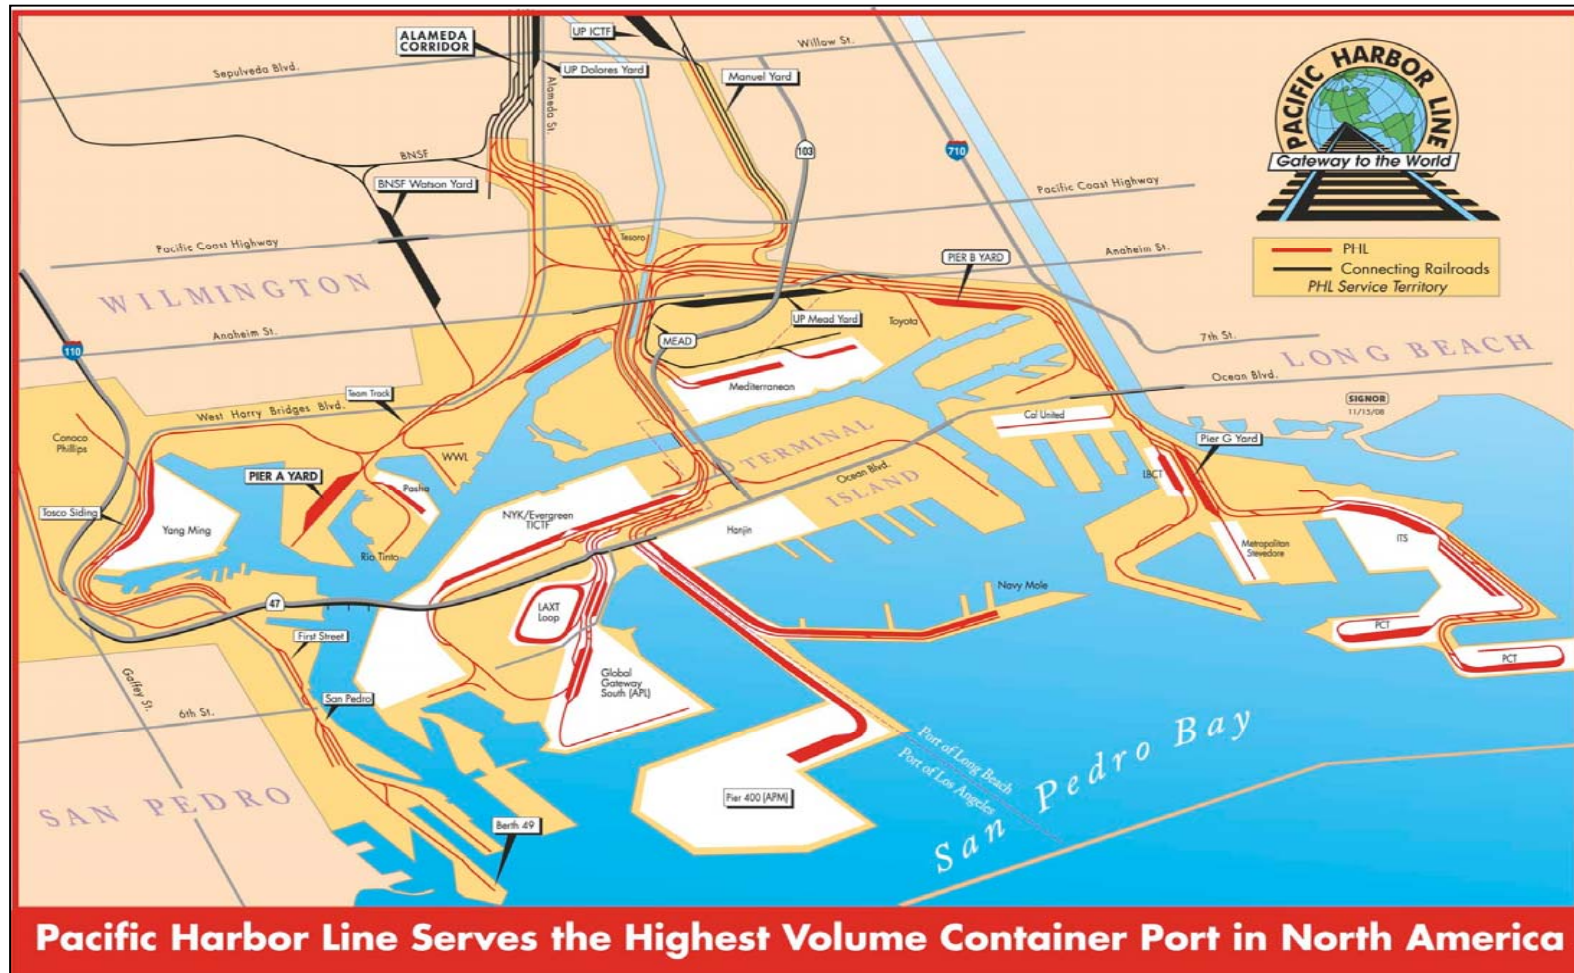 ALAMEDA
CORRIDOR
UP ICTF
Willow St.
Sepulveda Blvd.
UP Dolores Yard
Manuel Yard
Alameda St.
PACIFIC HARBOR LINE
Gateway to the World
103
710
BNSF
BNSF Watson Yard
Pacific Coast Highway
Pacific Coast Highway
Tesoro
PIER B YARD
Anaheim St.
PHL
Connecting Railroads
PHL Service Territory
WILMINGTON
Anaheim St.
UP Mead Yard
Toyota
MEAD
110
7th St.
LONG BEACH
Ocean Blvd.
Mediterranean
Team Track
West Harry Bridges Blvd.
SIGNOR
11/15/08
Cal United
Conoco
Phillips
WWL
TERMINAL
ISLAND
Ocean Blvd.
Pier G Yard
LBCT
PIER A YARD
Pasha
Tosco Siding
Yang Ming
NYK/Evergreen
TICTF
Hanjin
Rio Tinto
Metropolitan
Stevedore
ITS
Navy Mole
47
LAXT
Loop
First Street
PCT
PCT
Gaffey St.
San Pedro
6th St.
Global
Gateway
South (APL)
Port of Long Beach
Port of Los Angeles
San Pedro Bay
SAN PEDRO
Pier 400 (APM)
Berth 49
Pacific Harbor Line Serves the Highest Volume Container Port in North America